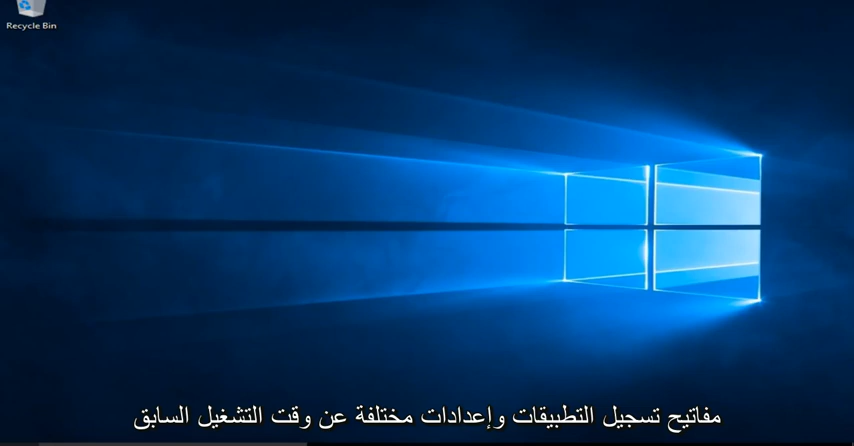 Recycle Bin
مفاتيح تسجيل التطبيقات وإعدادات مختلفة عن وقت التشغيل السابق